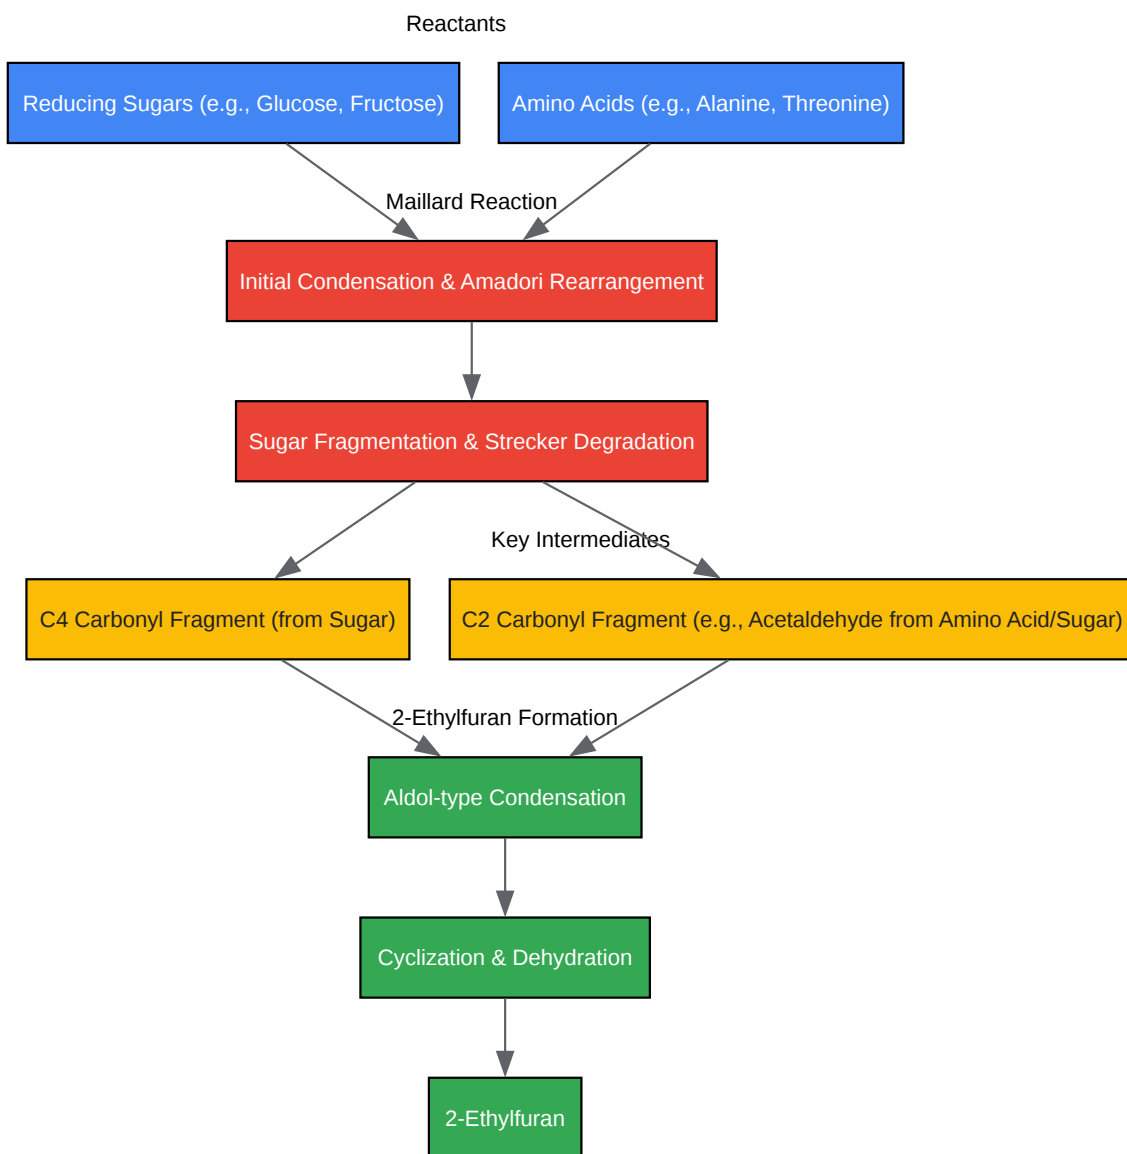 Reactants
Reducing Sugars (e.g., Glucose, Fructose)
Amino Acids (e.g., Alanine, Threonine)
Maillard Reaction
Initial Condensation & Amadori Rearrangement
Sugar Fragmentation & Strecker Degradation
Key Intermediates
C4 Carbonyl Fragment (from Sugar)
C2 Carbonyl Fragment (e.g., Acetaldehyde from Amino Acid/Sugar)
2-Ethylfuran Formation
Aldol-type Condensation
Cyclization & Dehydration
2-Ethylfuran